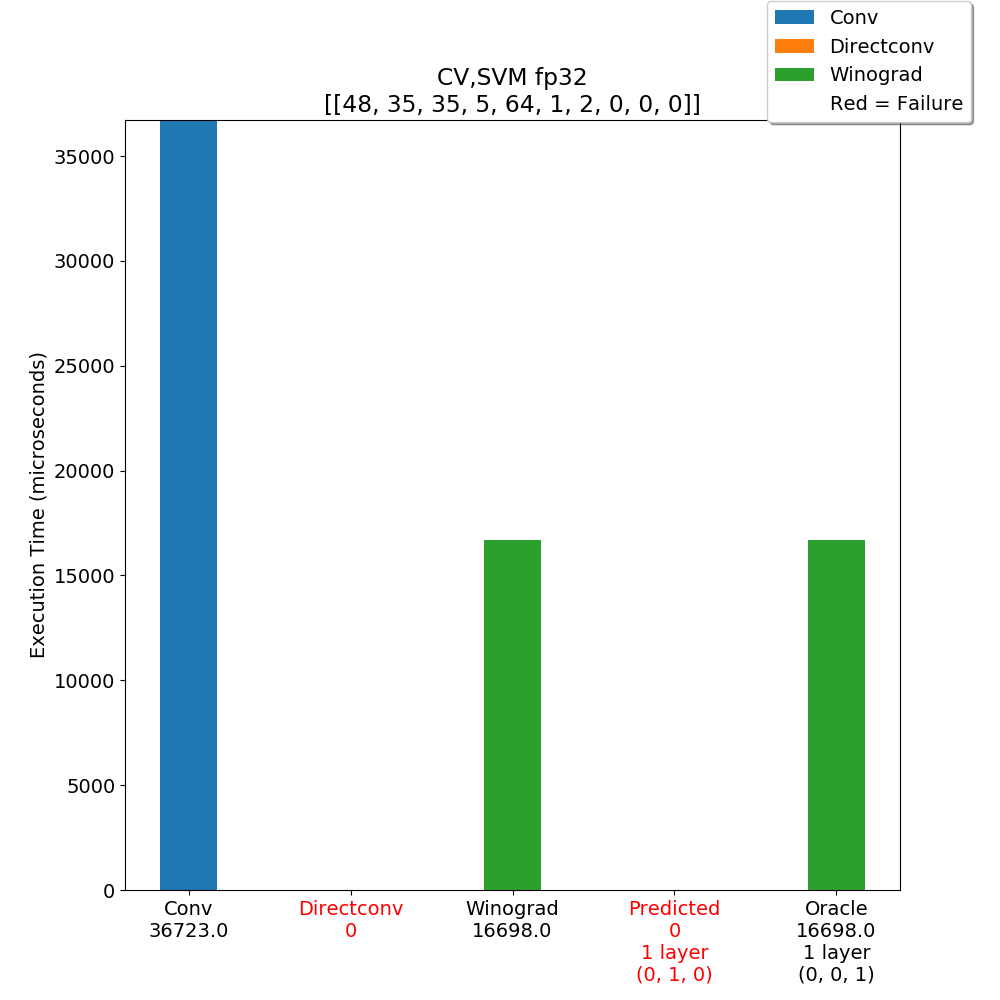 Conv
Directconv
Winograd
Red = Failure
CV,SVM fp32
[[48, 35, 35, 5, 64, 1, 2, 0, 0, 0]]
Execution Time (microseconds)
35000
30000
25000
20000
15000
10000
5000
0
Conv
36723.0
Directconv
0
Winograd
16698.0
Predicted
0
1 layer
(0, 1, 0)
Oracle
16698.0
1 layer
(0, 0, 1)